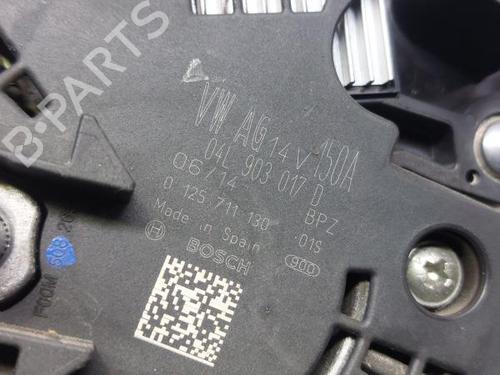 B-PARTS
VW AG 14V 150A
04L 903 017 D
06/14 BPZ
0 125 711 130 01S
Made in Spain
BOSCH 900